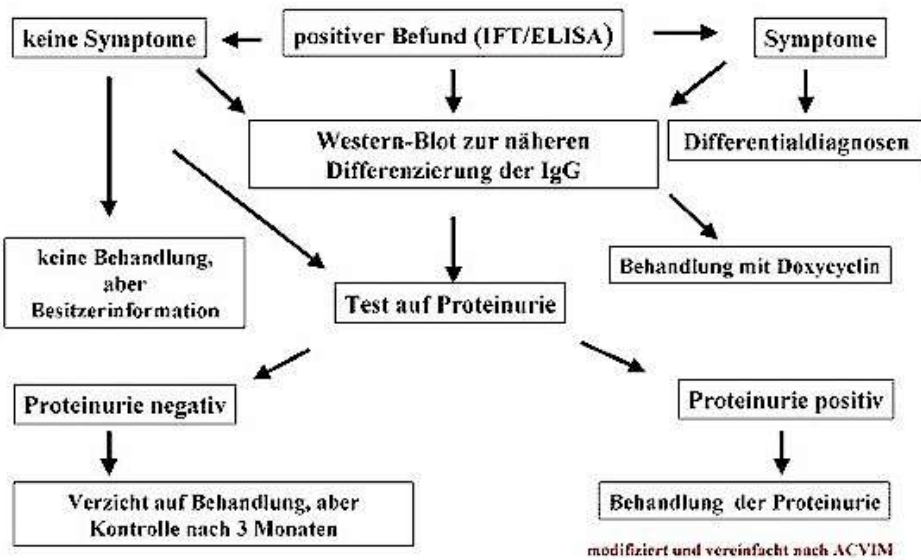 keine Symptome
positiver Befund (IFT/ELISA)
Symptome
Western-Blot zur näheren
Differenzierung der IgG
Differentialdiagnosen
keine Behandlung,
aber
Besitzerinformation
Behandlung mit Doxycyclin
Test auf Proteinurie
Proteinurie negativ
Proteinurie positiv
Verzicht auf Behandlung, aber
Kontrolle nach 3 Monaten
Behandlung der Proteinurie
modifiziert und vereinfacht nach ACVIM